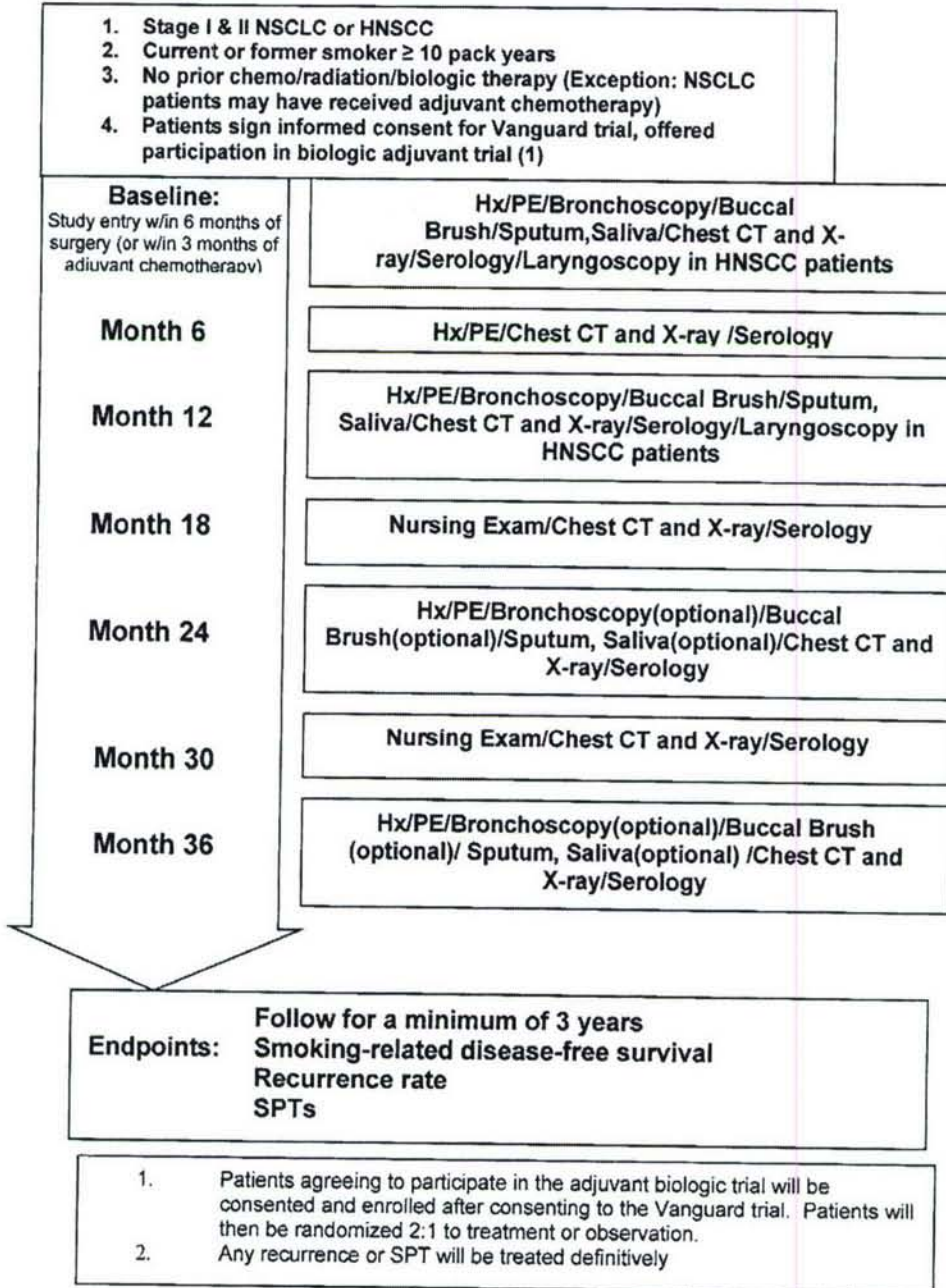 1. Stage I & II NSCLC or HNSCC
2. Current or former smoker ≥ 10 pack years
3. No prior chemo/radiation/biologic therapy (Exception: NSCLC
patients may have received adjuvant chemotherapy)
4. Patients sign informed consent for Vanguard trial, offered
participation in biologic adjuvant trial (1)
Baseline:
Study entry w/in 6 months of
surgery (or w/in 3 months of
adjuvant chemotherapy)
Hx/PE/Bronchoscopy/Buccal
Brush/Sputum,Saliva/Chest CT and X-
ray/Serology/Laryngoscopy in HNSCC patients
Month 6
Hx/PE/Chest CT and X-ray /Serology
Month 12
Hx/PE/Bronchoscopy/Buccal Brush/Sputum,
Saliva/Chest CT and X-ray/Serology/Laryngoscopy in
HNSCC patients
Month 18
Nursing Exam/Chest CT and X-ray/Serology
Month 24
Hx/PE/Bronchoscopy(optional)/Buccal
Brush(optional)/Sputum, Saliva(optional)/Chest CT and
X-ray/Serology
Month 30
Nursing Exam/Chest CT and X-ray/Serology
Month 36
Hx/PE/Bronchoscopy(optional)/Buccal Brush
(optional)/ Sputum, Saliva(optional) /Chest CT and
X-ray/Serology
Endpoints:
Follow for a minimum of 3 years
Smoking-related disease-free survival
Recurrence rate
SPTs
1. Patients agreeing to participate in the adjuvant biologic trial will be
consented and enrolled after consenting to the Vanguard trial. Patients will
then be randomized 2:1 to treatment or observation.
2. Any recurrence or SPT will be treated definitively